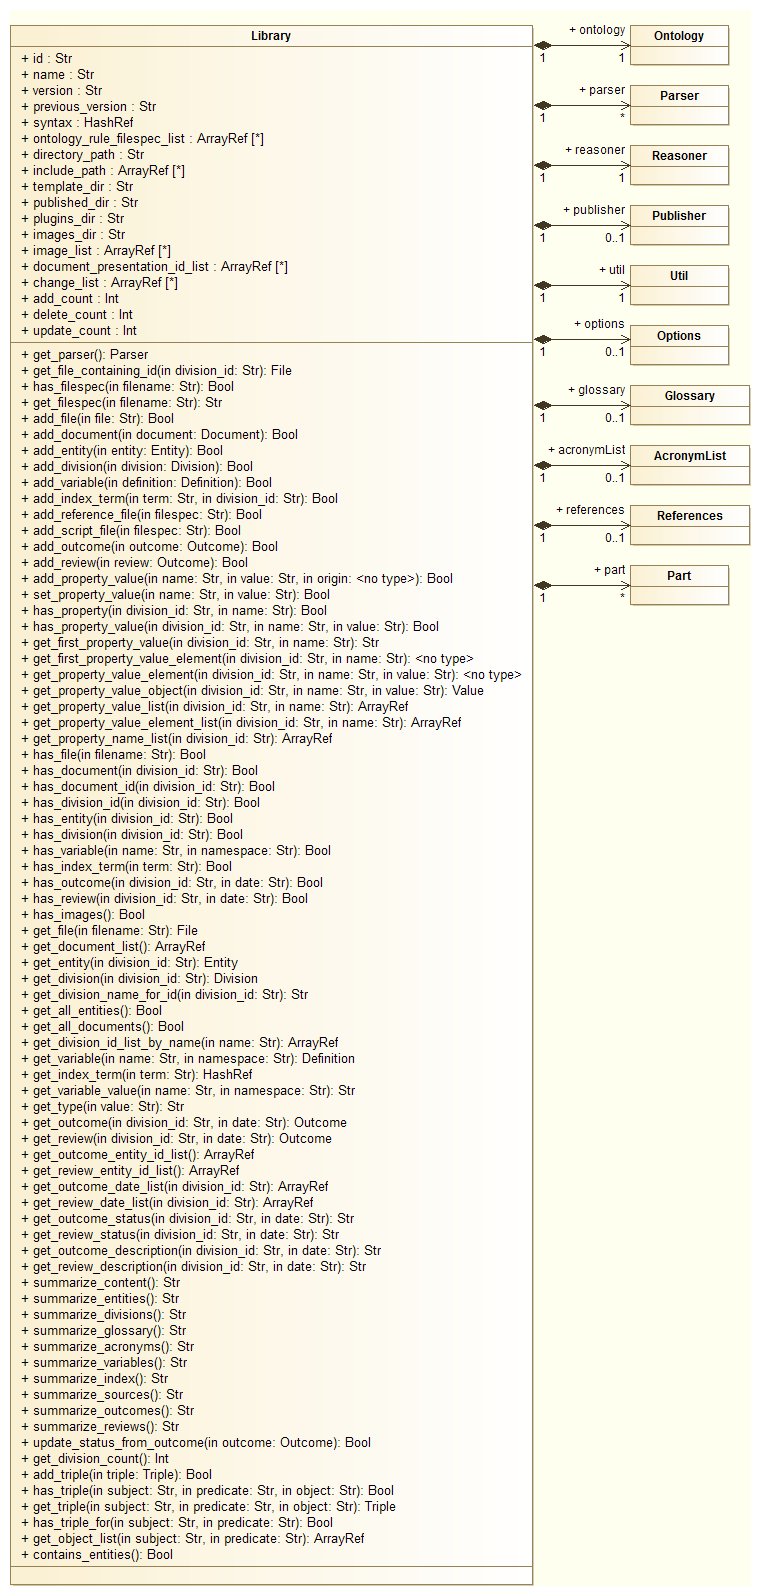 Library
+ id : Str
+ name : Str
+ version : Str
+ previous_version : Str
+ syntax : HashRef
+ ontology_rule_filespec_list : ArrayRef [*]
+ directory_path : Str
+ include_path : ArrayRef [*]
+ template_dir : Str
+ published_dir : Str
+ plugins_dir : Str
+ images_dir : Str
+ image_list : ArrayRef [*]
+ document_presentation_id_list : ArrayRef [*]
+ change_list : ArrayRef [*]
+ add_count : Int
+ delete_count : Int
+ update_count : Int
+ get_parser(): Parser
+ get_file_containing_id(in division_id: Str): File
+ has_filespec(in filename: Str): Bool
+ get_filespec(in filename: Str): Str
+ add_file(in file: Str): Bool
+ add_document(in document: Document): Bool
+ add_entity(in entity: Entity): Bool
+ add_division(in division: Division): Bool
+ add_variable(in definition: Definition): Bool
+ add_index_term(in term: Str, in division_id: Str): Bool
+ add_reference_file(in filespec: Str): Bool
+ add_script_file(in filespec: Str): Bool
+ add_outcome(in outcome: Outcome): Bool
+ add_review(in review: Outcome): Bool
+ add_property_value(in name: Str, in value: Str, in origin: <no type>): Bool
+ set_property_value(in name: Str, in value: Str): Bool
+ has_property(in division_id: Str, in name: Str): Bool
+ has_property_value(in division_id: Str, in name: Str, in value: Str): Bool
+ get_first_property_value(in division_id: Str, in name: Str): Str
+ get_first_property_value_element(in division_id: Str, in name: Str): <no type>
+ get_property_value_element(in division_id: Str, in name: Str, in value: Str): <no type>
+ get_property_value_object(in division_id: Str, in name: Str, in value: Str): Value
+ get_property_value_list(in division_id: Str, in name: Str): ArrayRef
+ get_property_value_element_list(in division_id: Str, in name: Str): ArrayRef
+ get_property_name_list(in division_id: Str): ArrayRef
+ has_file(in filename: Str): Bool
+ has_document(in division_id: Str): Bool
+ has_document_id(in division_id: Str): Bool
+ has_division_id(in division_id: Str): Bool
+ has_entity(in division_id: Str): Bool
+ has_division(in division_id: Str): Bool
+ has_variable(in name: Str, in namespace: Str): Bool
+ has_index_term(in term: Str): Bool
+ has_outcome(in division_id: Str, in date: Str): Bool
+ has_review(in division_id: Str, in date: Str): Bool
+ has_images(): Bool
+ get_file(in filename: Str): File
+ get_document_list(): ArrayRef
+ get_entity(in division_id: Str): Entity
+ get_division(in division_id: Str): Division
+ get_division_name_for_id(in division_id: Str): Str
+ get_all_entities(): Bool
+ get_all_documents(): Bool
+ get_division_id_list_by_name(in name: Str): ArrayRef
+ get_variable(in name: Str, in namespace: Str): Definition
+ get_index_term(in term: Str): HashRef
+ get_variable_value(in name: Str, in namespace: Str): Str
+ get_type(in value: Str): Str
+ get_outcome(in division_id: Str, in date: Str): Outcome
+ get_review(in division_id: Str, in date: Str): Outcome
+ get_outcome_entity_id_list(): ArrayRef
+ get_review_entity_id_list(): ArrayRef
+ get_outcome_date_list(in division_id: Str): ArrayRef
+ get_review_date_list(in division_id: Str): ArrayRef
+ get_outcome_status(in division_id: Str, in date: Str): Str
+ get_review_status(in division_id: Str, in date: Str): Str
+ get_outcome_description(in division_id: Str, in date: Str): Str
+ get_review_description(in division_id: Str, in date: Str): Str
+ summarize_content(): Str
+ summarize_entities(): Str
+ summarize_divisions(): Str
+ summarize_glossary(): Str
+ summarize_acronyms(): Str
+ summarize_variables(): Str
+ summarize_index(): Str
+ summarize_sources(): Str
+ summarize_outcomes(): Str
+ summarize_reviews(): Str
+ update_status_from_outcome(in outcome: Outcome): Bool
+ get_division_count(): Int
+ add_triple(in triple: Triple): Bool
+ has_triple(in subject: Str, in predicate: Str, in object: Str): Bool
+ get_triple(in subject: Str, in predicate: Str, in object: Str): Triple
+ has_triple_for(in subject: Str, in predicate: Str): Bool
+ get_object_list(in subject: Str, in predicate: Str): ArrayRef
+ contains_entities(): Bool
+ ontology
1 1
Ontology
+ parser
1 *
Parser
+ reasoner
1 1
Reasoner
+ publisher
1 0..1
Publisher
+ util
1 1
Util
+ options
1 0..1
Options
+ glossary
1 0..1
Glossary
+ acronymList
1 0..1
AcronymList
+ references
1 0..1
References
+ part
1 *
Part